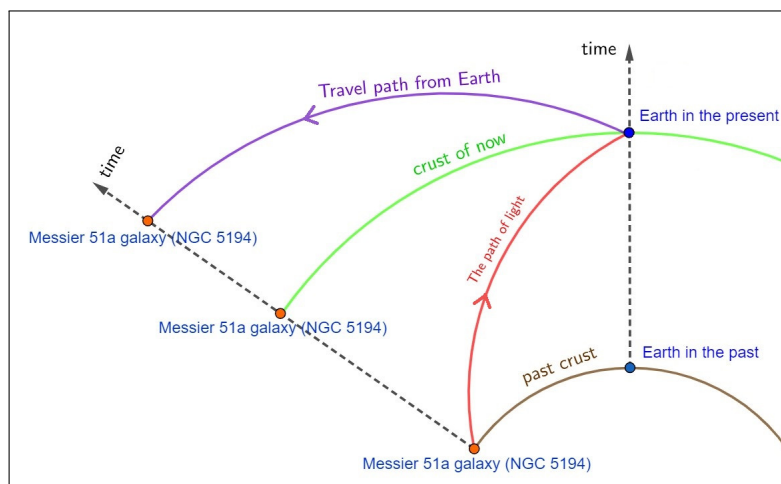 time
Travel path from Earth
Earth in the present
crust of now
time
The path of light
Messier 51a galaxy (NGC 5194)
Messier 51a galaxy (NGC 5194)
Earth in the past
past crust
Messier 51a galaxy (NGC 5194)